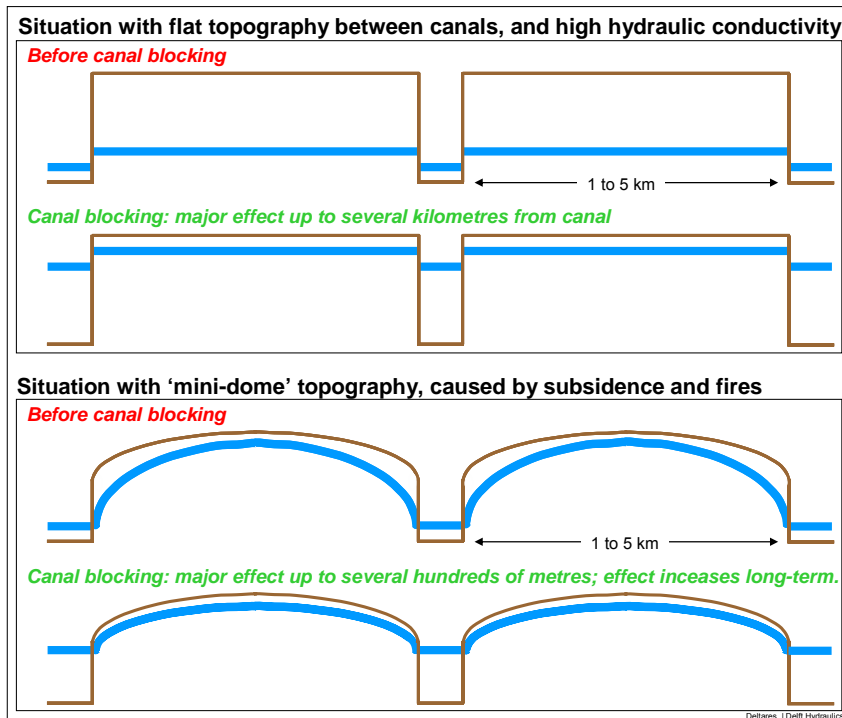 Situation with flat topography between canals, and high hydraulic conductivity
Before canal blocking
1 to 5 km
Canal blocking: major effect up to several kilometres from canal
Situation with ‘mini-dome’ topography, caused by subsidence and fires
Before canal blocking
1 to 5 km
Canal blocking: major effect up to several hundreds of metres; effect inceases long-term.
Deltares | Delft Hydraulics